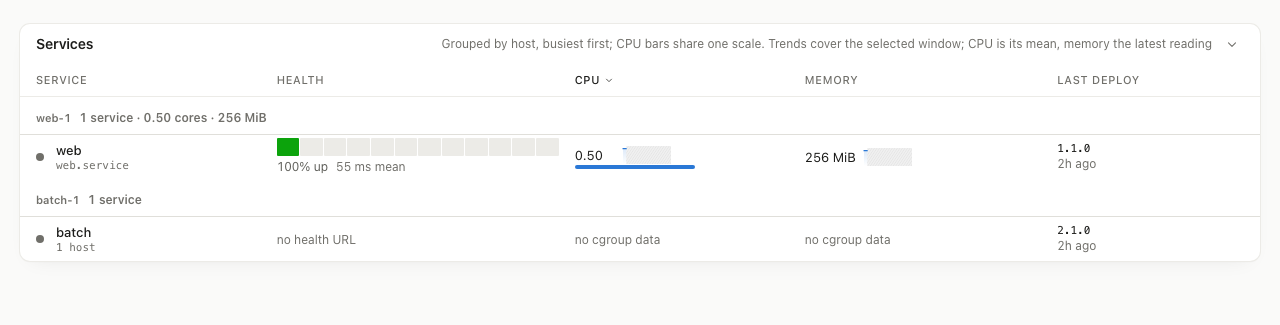 Services
Grouped by host, busiest first; CPU bars share one scale. Trends cover the selected window; CPU is its mean, memory the latest reading
SERVICE HEALTH CPU MEMORY LAST DEPLOY
web-1 1 service · 0.50 cores · 256 MiB
web
web.service
100% up 55 ms mean
0.50
256 MiB
1.1.0
2h ago
batch-1 1 service
batch
1 host
no health URL
no cgroup data
no cgroup data
2.1.0
2h ago